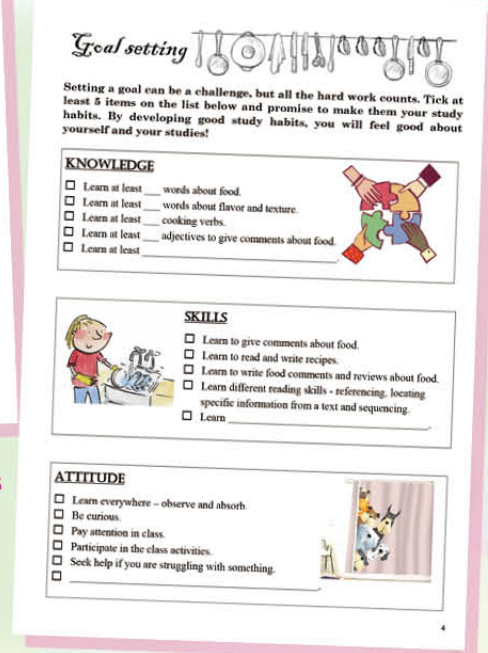 Goal setting
Setting a goal can be a challenge, but all the hard work counts. Tick at
least 5 items on the list below and promise to make them your study
habits. By developing good study habits, you will feel good about
yourself and your studies!
KNOWLEDGE
Learn at least ___ words about food.
Learn at least ___ words about flavor and texture.
Learn at least ___ cooking verbs.
Learn at least ___ adjectives to give comments about food.
Learn at least ______________________________.
SKILLS
Learn to give comments about food.
Learn to read and write recipes.
Learn to write food comments and reviews about food.
Learn different reading skills - referencing, locating
specific information from a text and sequencing.
Learn ______________________________.
ATTITUDE
Learn everywhere – observe and absorb.
Be curious.
Pay attention in class.
Participate in the class activities.
Seek help if you are struggling with something.
______________________________.
4